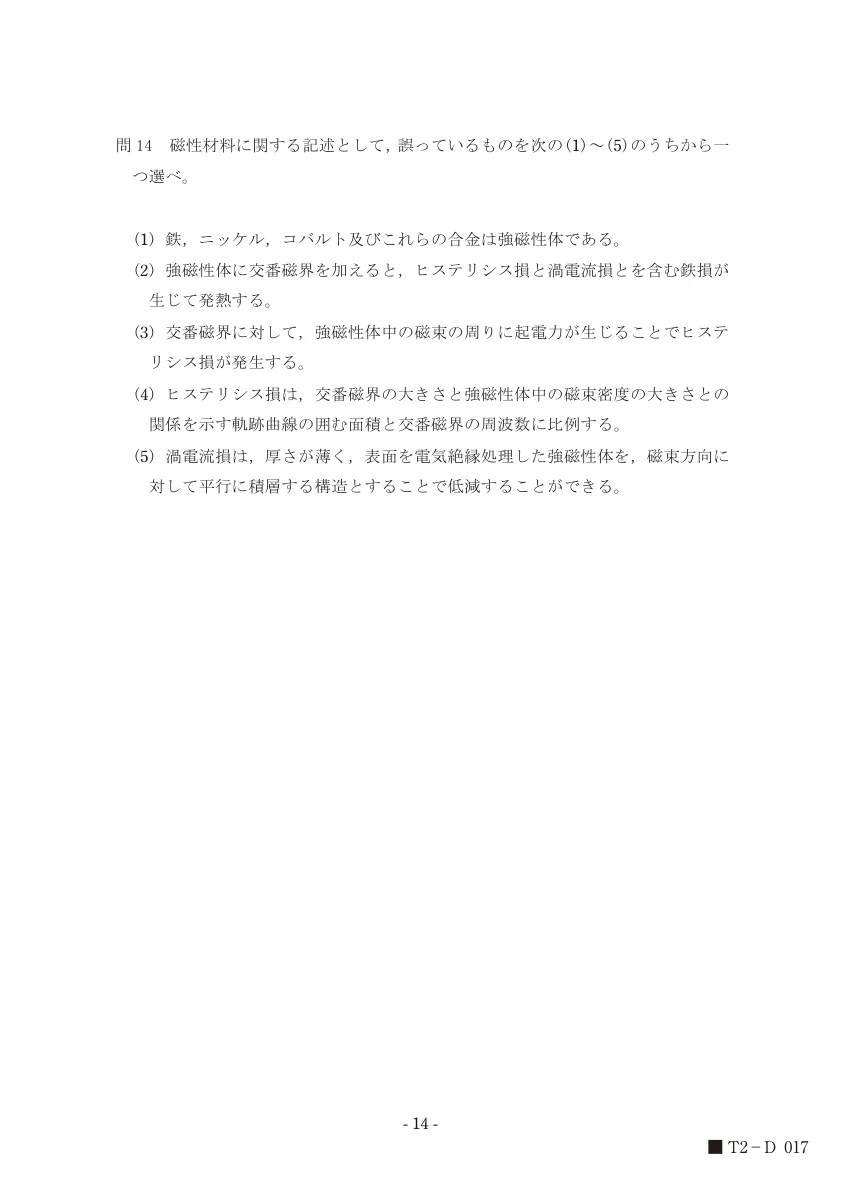 問 14　磁性材料に関する記述として，誤っているものを次の(1)～(5)のうちから一
つ選べ。
(1) 鉄，ニッケル，コバルト及びこれらの合金は強磁性体である。
(2) 強磁性体に交番磁界を加えると，ヒステリシス損と渦電流損とを含む鉄損が
生じて発熱する。
(3) 交番磁界に対して，強磁性体中の磁束の周りに起電力が生じることでヒステ
リシス損が発生する。
(4) ヒステリシス損は，交番磁界の大きさと強磁性体中の磁束密度の大きさとの
関係を示す軌跡曲線の囲む面積と交番磁界の周波数に比例する。
(5) 渦電流損は，厚さが薄く，表面を電気絶縁処理した強磁性体を，磁束方向に
対して平行に積層する構造とすることで低減することができる。
- 14 -
■ T2－D 017